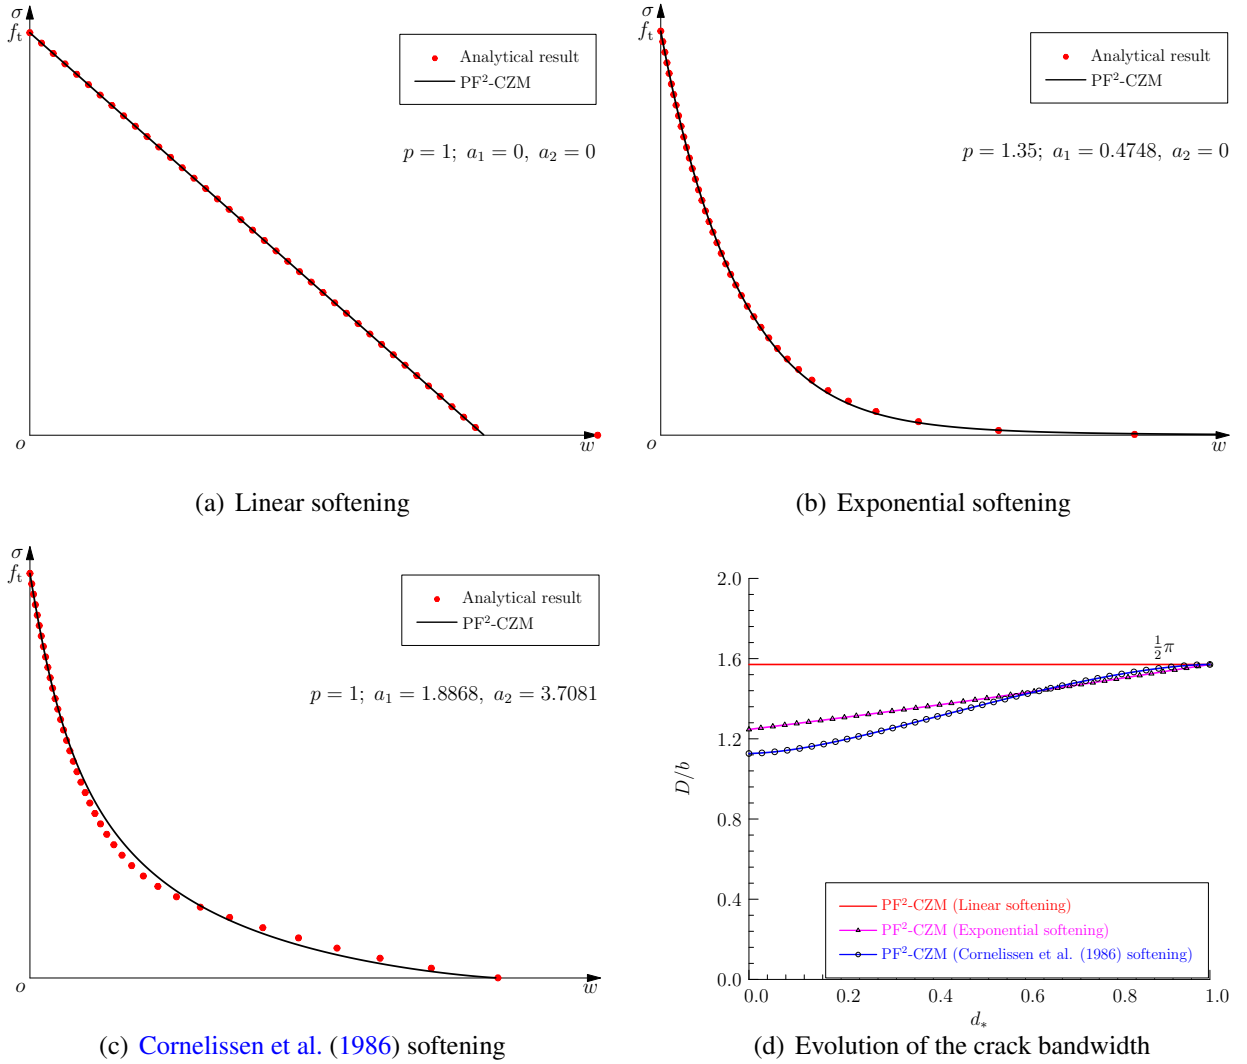 σ
f_t
Analytical result
PF²-CZM
p = 1; a₁ = 0, a₂ = 0
o
w
(a) Linear softening
σ
f_t
Analytical result
PF²-CZM
p = 1.35; a₁ = 0.4748, a₂ = 0
o
w
(b) Exponential softening
σ
f_t
Analytical result
PF²-CZM
p = 1; a₁ = 1.8868, a₂ = 3.7081
o
w
(c) Cornelissen et al. (1986) softening
2.0
1.6
1.2
0.8
0.4
0.0
D/b
½π
PF²-CZM (Linear softening)
PF²-CZM (Exponential softening)
PF²-CZM (Cornelissen et al. (1986) softening)
0.0 0.2 0.4 0.6 0.8 1.0
d_*
(d) Evolution of the crack bandwidth